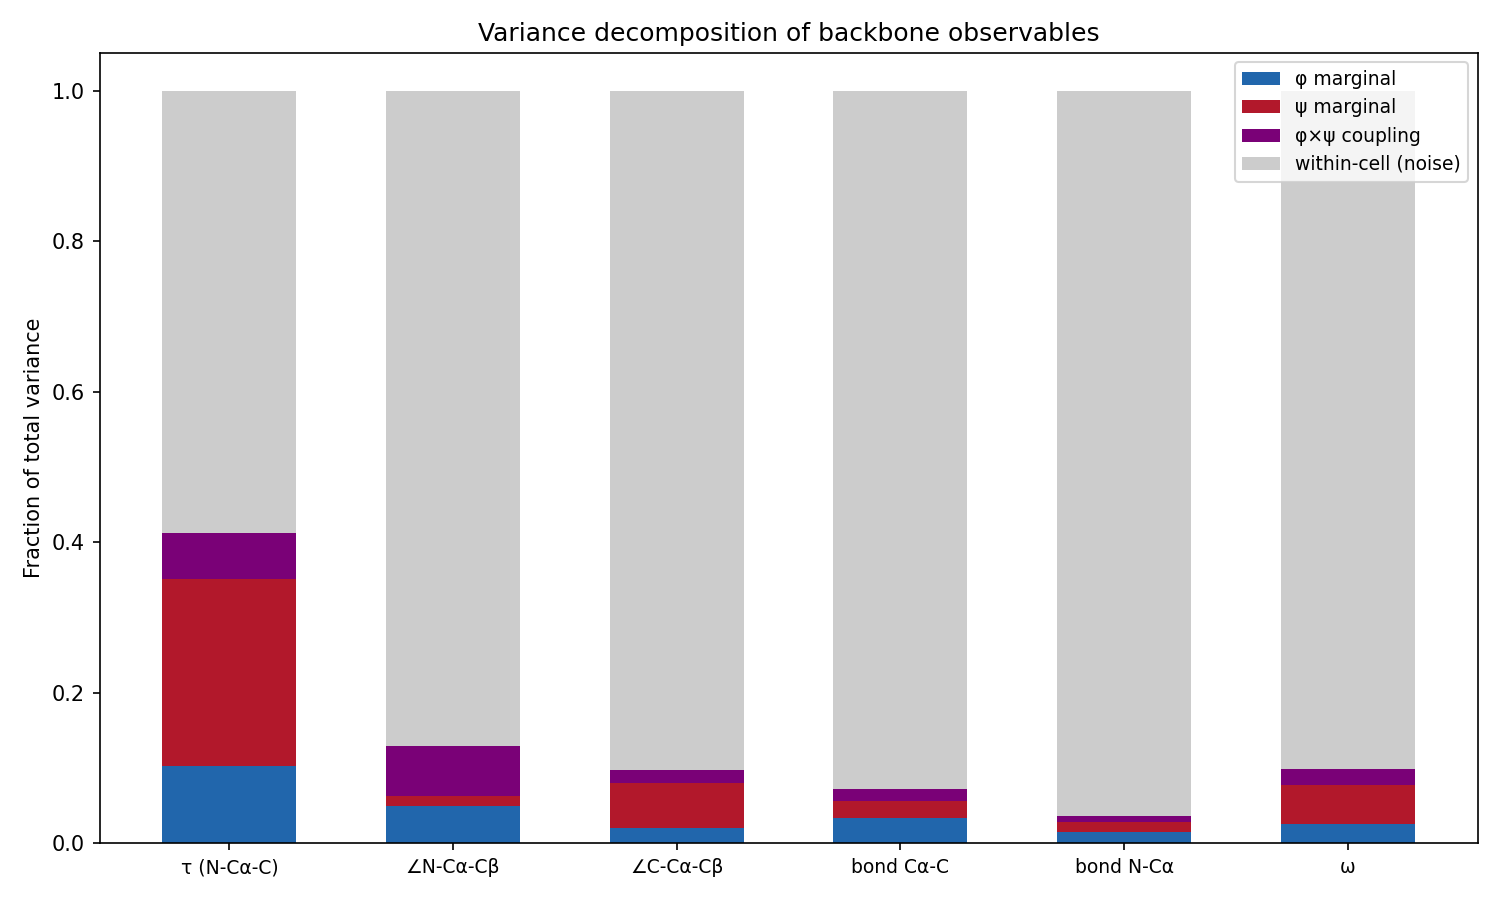 Variance decomposition of backbone observables
φ marginal
ψ marginal
φ×ψ coupling
within-cell (noise)
Fraction of total variance
1.0
0.8
0.6
0.4
0.2
0.0
τ (N-Cα-C)
∠N-Cα-Cβ
∠C-Cα-Cβ
bond Cα-C
bond N-Cα
ω